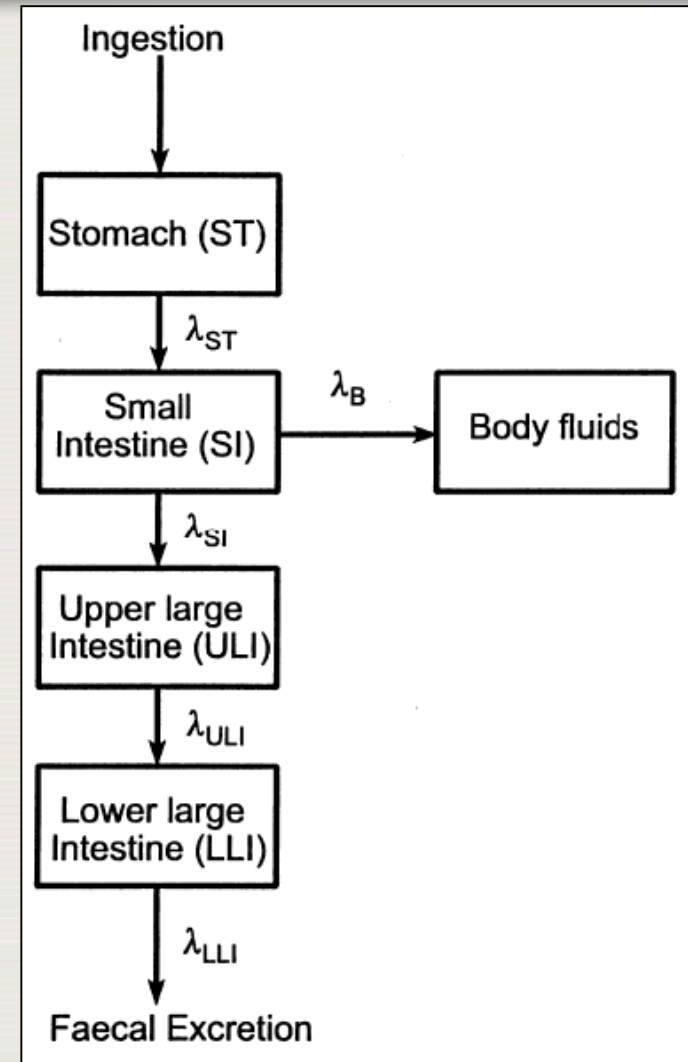 Ingestion
Stomach (ST)
λST
Small
Intestine (SI)
λB
Body fluids
λSI
Upper large
Intestine (ULI)
λULI
Lower large
Intestine (LLI)
λLLI
Faecal Excretion